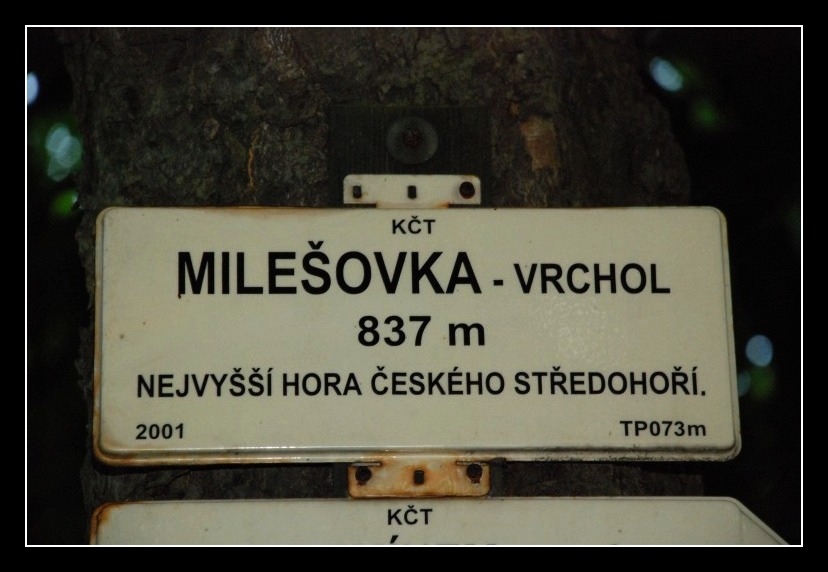 KČT
MILEŠOVKA - VRCHOL
837 m
NEJVYŠŠÍ HORA ČESKÉHO STŘEDOHOŘÍ.
2001 TP073m
KČT